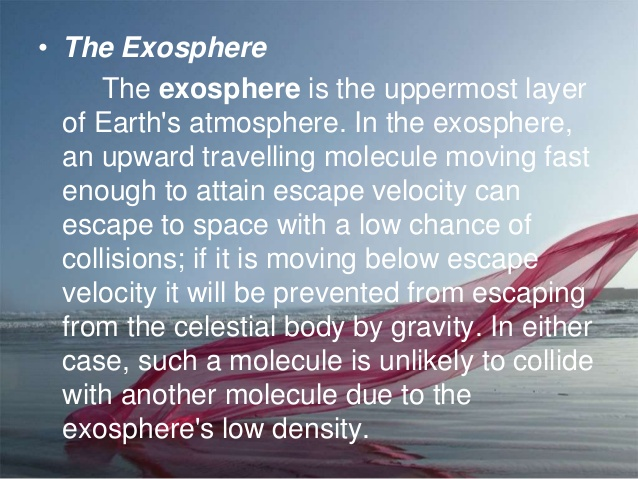 • The Exosphere
The exosphere is the uppermost layer
of Earth's atmosphere. In the exosphere,
an upward travelling molecule moving fast
enough to attain escape velocity can
escape to space with a low chance of
collisions; if it is moving below escape
velocity it will be prevented from escaping
from the celestial body by gravity. In either
case, such a molecule is unlikely to collide
with another molecule due to the
exosphere's low density.